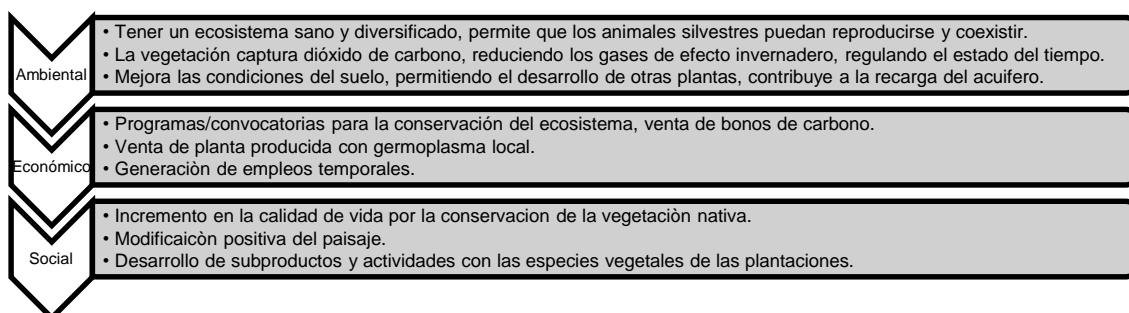 Ambiental
• Tener un ecosistema sano y diversificado, permite que los animales silvestres puedan reproducirse y coexistir.
• La vegetación captura dióxido de carbono, reduciendo los gases de efecto invernadero, regulando el estado del tiempo.
• Mejora las condiciones del suelo, permitiendo el desarrollo de otras plantas, contribuye a la recarga del acuifero.
Económico
• Programas/convocatorias para la conservación del ecosistema, venta de bonos de carbono.
• Venta de planta producida con germoplasma local.
• Generaciòn de empleos temporales.
Social
• Incremento en la calidad de vida por la conservacion de la vegetaciòn nativa.
• Modificaicòn positiva del paisaje.
• Desarrollo de subproductos y actividades con las especies vegetales de las plantaciones.